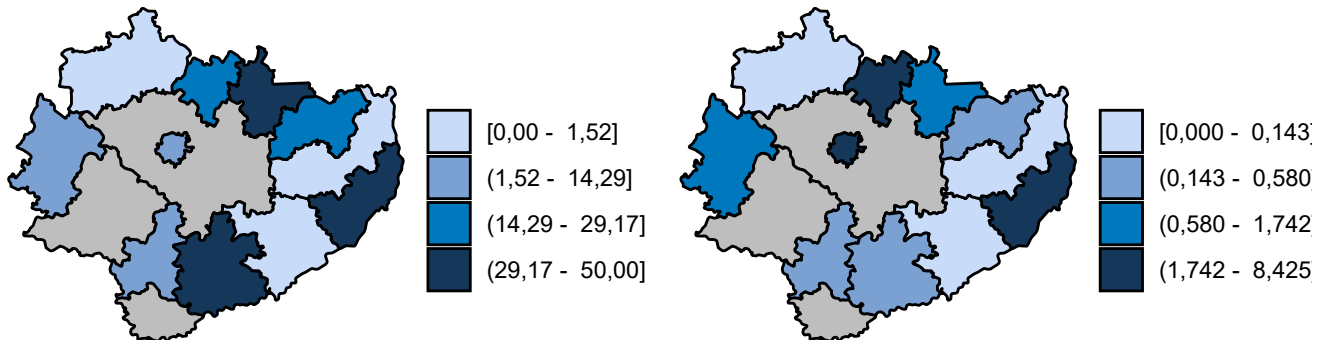 [0,00 - 1,52]
(1,52 - 14,29]
(14,29 - 29,17]
(29,17 - 50,00]
[0,000 - 0,143]
(0,143 - 0,580]
(0,580 - 1,742]
(1,742 - 8,425]